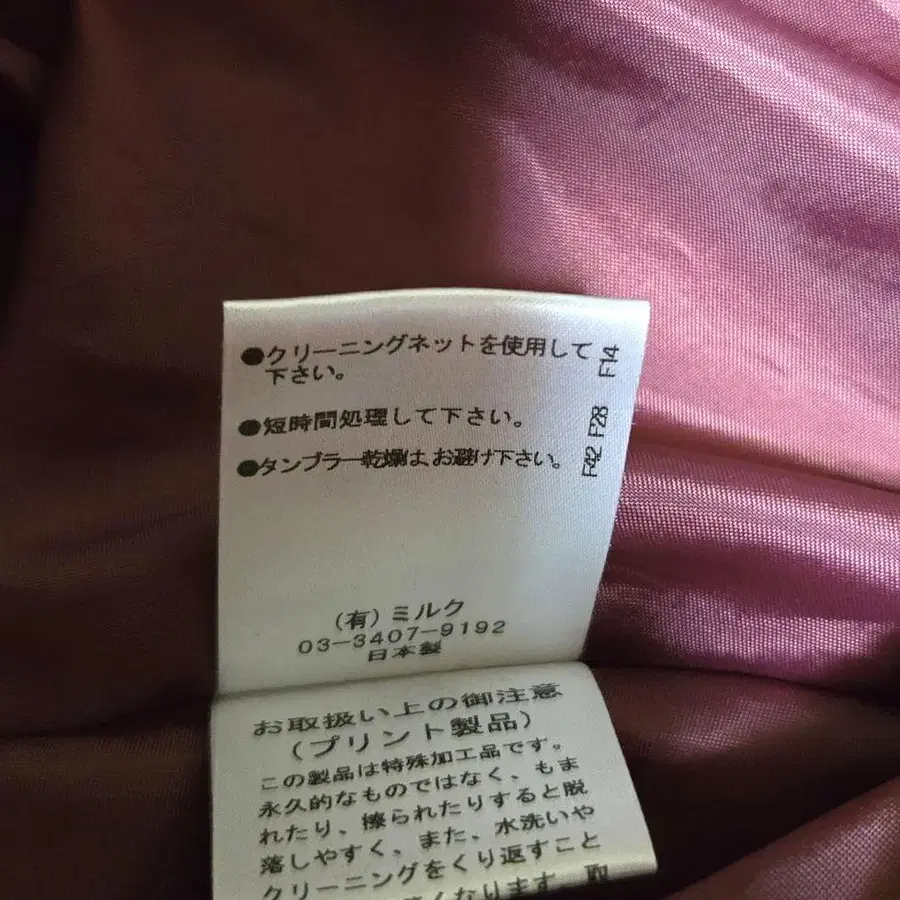 ●クリーニングネットを使用して
下さい。
●短時間処理して下さい。
●タンブラー乾燥は、お避け下さい。
F14
F28
F42
(有)ミルク
03-3407-9192
日本製
お取扱い上の御注意
(プリント製品)
この製品は特殊加工品です。
永久的なものではなく、もま
れたり、擦られたりすると脱
落しやすく、また、水洗いや
クリーニングをくり返すこと
くなります。取